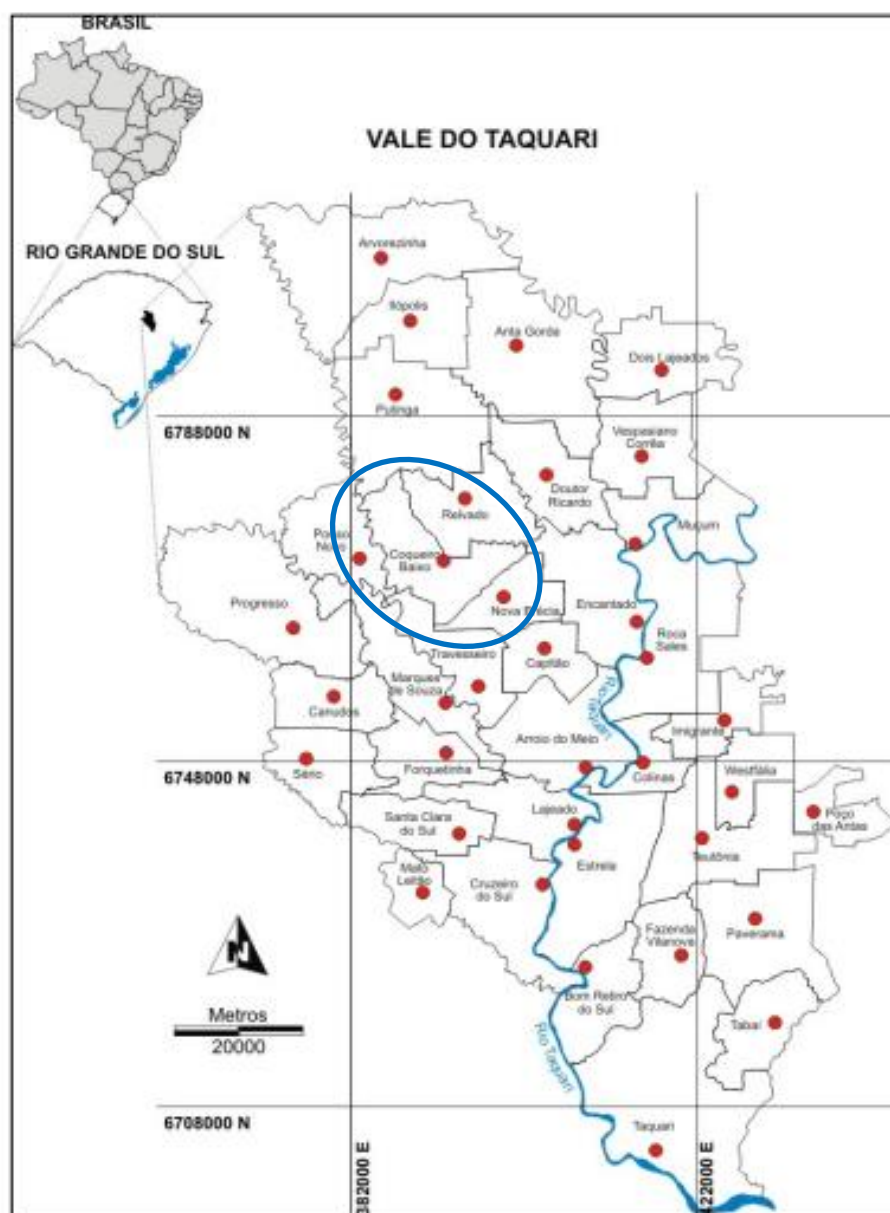 BRASIL
VALE DO TAQUARI
RIO GRANDE DO SUL
Arvorezinha
Ilópolis
Anta Gorda
Dois Lajeados
Putinga
6788000 N
Vespasiano
Corrêa
Doutor
Ricardo
Relvado
Muçum
Pouso
Novo
Coqueiro
Baixo
Nova Bréscia
Encantado
Progresso
Roca
Sales
Travesseiro
Capitão
Marques
de Souza
Canudos
Rio Taquari
Imigrante
Arroio do Meio
6748000 N
Sério
Forquetinha
Colinas
Westfália
Lajeado
Santa Clara
do Sul
Poço
das Antas
Teutônia
Estrela
Mato
Leitão
Cruzeiro
do Sul
Fazenda
Vilanova
Paverama
N
Metros
20000
Bom Retiro
do Sul
Tabaí
Rio Taquari
6708000 N
Taquari
382000 E
422000 E